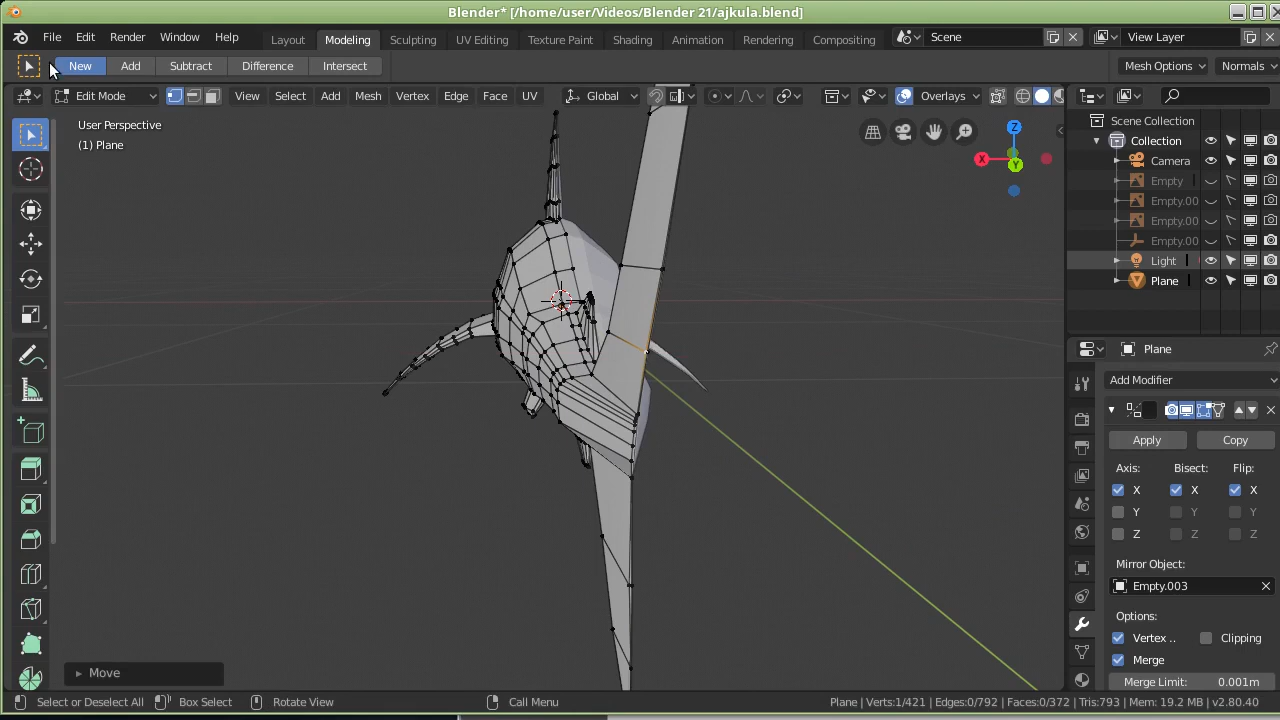 Blender* [/home/user/Videos/Blender 21/ajkula.blend]
File Edit Render Window Help Layout Modeling Sculpting UV Editing Texture Paint Shading Animation Rendering Compositing Scene View Layer
New Add Subtract Difference Intersect Mesh Options Normals
Edit Mode View Select Add Mesh Vertex Edge Face UV Global Overlays
User Perspective
(1) Plane
Z
X
Y
Scene Collection
Collection
Camera
Empty
Empty.00
Empty.00
Empty.00
Light
Plane
Plane
Add Modifier
Apply Copy
Axis: Bisect: Flip:
X X X
Y Y Y
Z Z Z
Mirror Object:
Empty.003
Options:
Vertex .. Clipping
Merge
Merge Limit: 0.001m
Move
Select or Deselect All Box Select Rotate View Call Menu Plane | Verts:1/421 | Edges:0/792 | Faces:0/372 | Tris:793 | Mem: 19.2 MB | v2.80.40